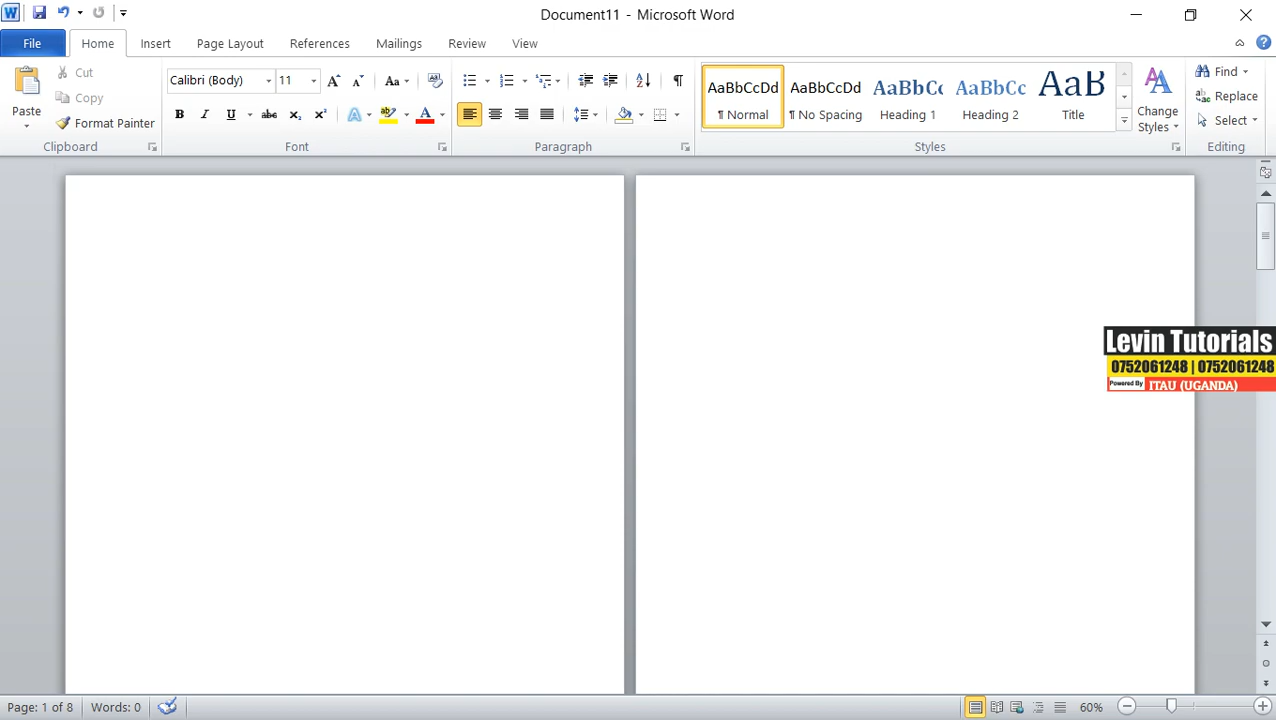 Document11 - Microsoft Word
File Home Insert Page Layout References Mailings Review View
Paste
Cut
Copy
Format Painter
Clipboard
Calibri (Body) 11
Font
Paragraph
AaBbCcDd AaBbCcDd AaBbCc AaBbCc AaB
¶ Normal ¶ No Spacing Heading 1 Heading 2 Title
Change
Styles
Styles
Find
Replace
Select
Editing
Levin Tutorials
0752061248 | 0752061248
Powered By ITAU (UGANDA)
Page: 1 of 8 Words: 0 60%